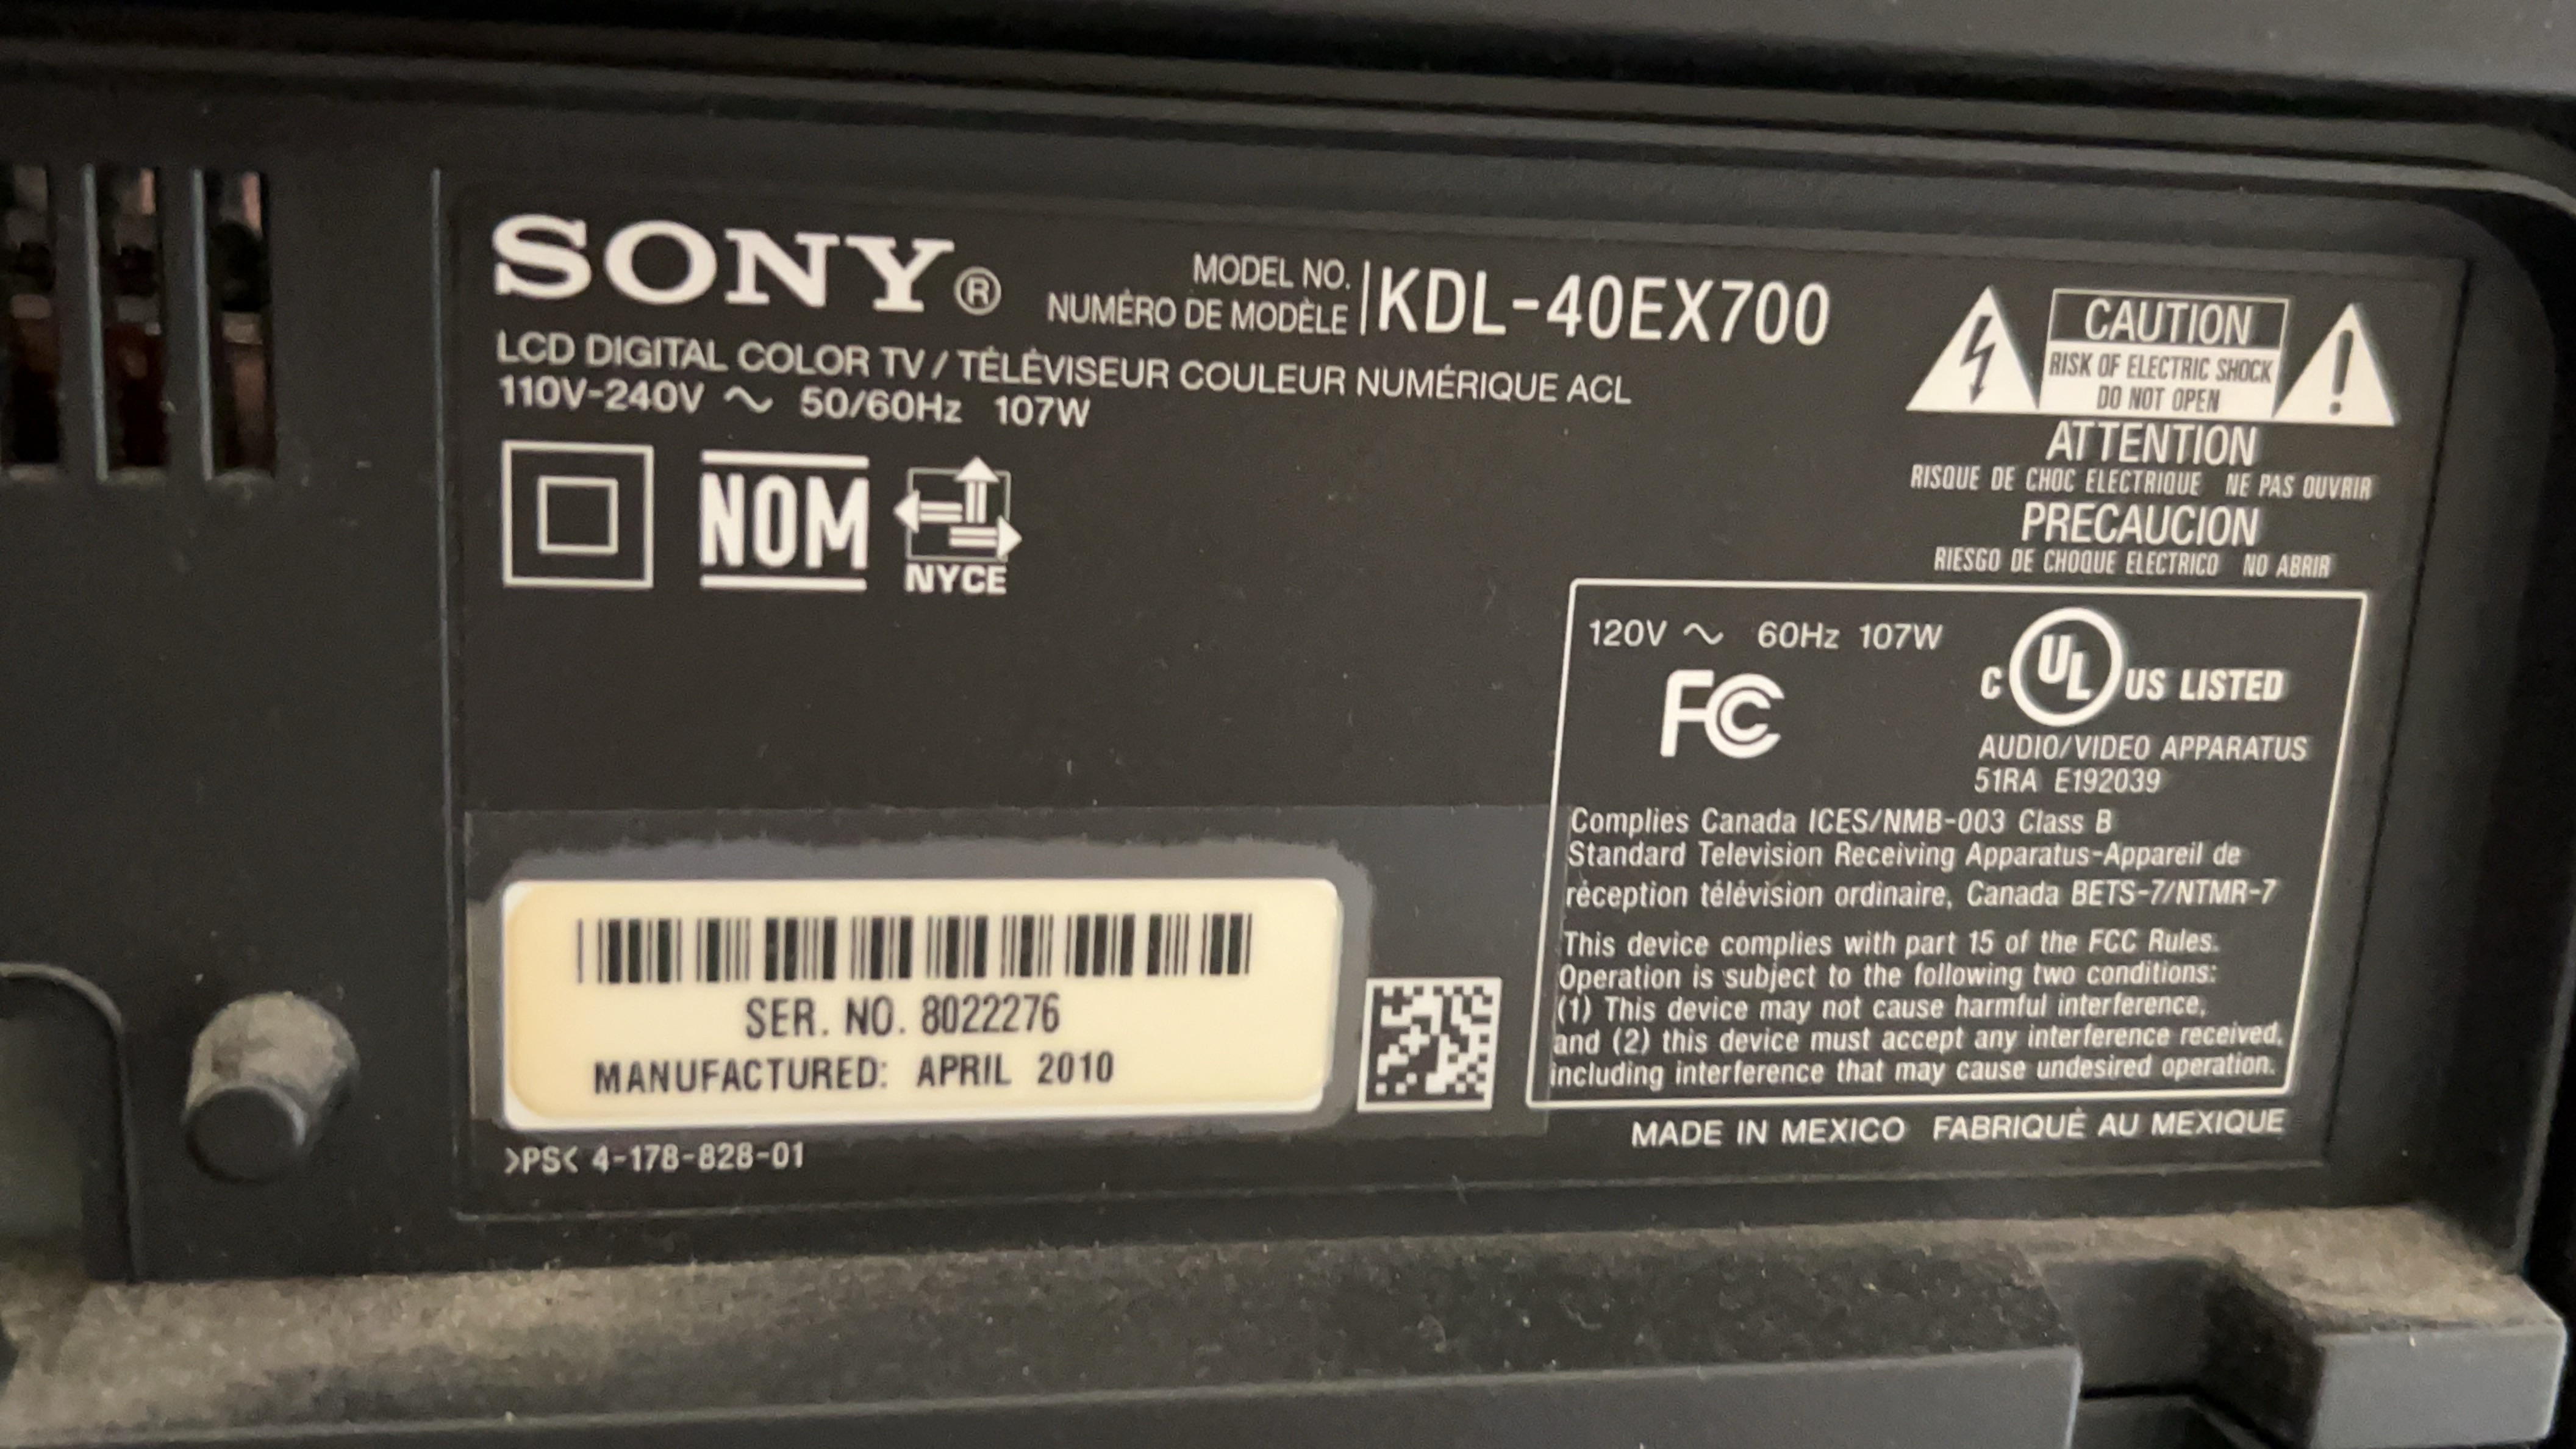 SONY®
MODEL NO.
NUMÉRO DE MODÈLE
KDL-40EX700
LCD DIGITAL COLOR TV / TÉLÉVISEUR COULEUR NUMÉRIQUE ACL
110V-240V ~ 50/60Hz 107W
NOM
NYCE
CAUTION
RISK OF ELECTRIC SHOCK
DO NOT OPEN
ATTENTION
RISQUE DE CHOC ELECTRIQUE NE PAS OUVRIR
PRECAUCION
RIESGO DE CHOQUE ELECTRICO NO ABRIR
120V ~ 60Hz 107W
FC
C UL US LISTED
AUDIO/VIDEO APPARATUS
51RA E192039
Complies Canada ICES/NMB-003 Class B
Standard Television Receiving Apparatus-Appareil de
réception télévision ordinaire, Canada BETS-7/NTMR-7
This device complies with part 15 of the FCC Rules.
Operation is subject to the following two conditions:
(1) This device may not cause harmful interference,
and (2) this device must accept any interference received,
including interference that may cause undesired operation.
SER. NO. 8022276
MANUFACTURED: APRIL 2010
>PS< 4-178-828-01
MADE IN MEXICO FABRIQUÉ AU MEXIQUE